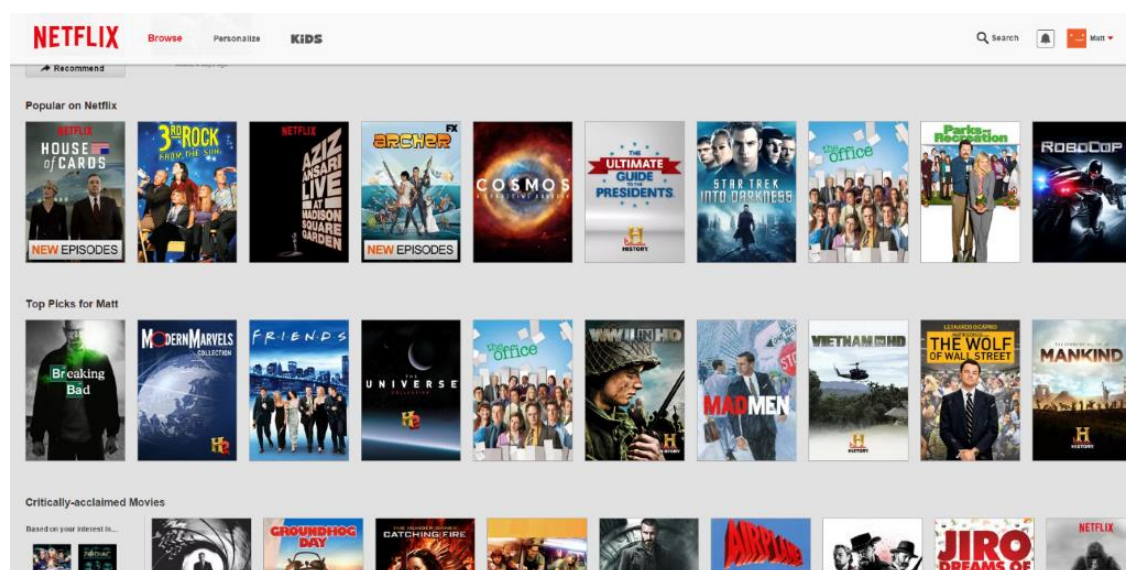 NETFLIX Browse Personalize KiDS Search Matt
Recommend
Popular on Netflix
NETFLIX
HOUSE
of CARDS
NEW EPISODES
3RD ROCK
FROM THE SUN
NETFLIX
AZIZ
ANSARI
LIVE
AT
MADISON
SQUARE
GARDEN
FX
ARCHER
NEW EPISODES
COSMOS
THE
ULTIMATE
GUIDE
TO THE
PRESIDENTS
H
HISTORY
STAR TREK
INTO DARKNESS
the office
Parks and
Recreation
ROBOCOP
Top Picks for Matt
Breaking
Bad
MODERN MARVELS
COLLECTION
H2
FRIENDS
THE
UNIVERSE
COLLECTION
H2
the office
WWII IN HD
H
HISTORY
MAD MEN
VIETNAM IN HD
H
HISTORY
LEONARDO DICAPRIO
THE WOLF
OF WALL STREET
MANKIND
H
HISTORY
Critically-acclaimed Movies
Based on your interest in...
ZODIAC
GROUNDHOG
DAY
THE HUNGER GAMES
CATCHING FIRE
AIRPLANE
JIRO
DREAMS OF
NETFLIX